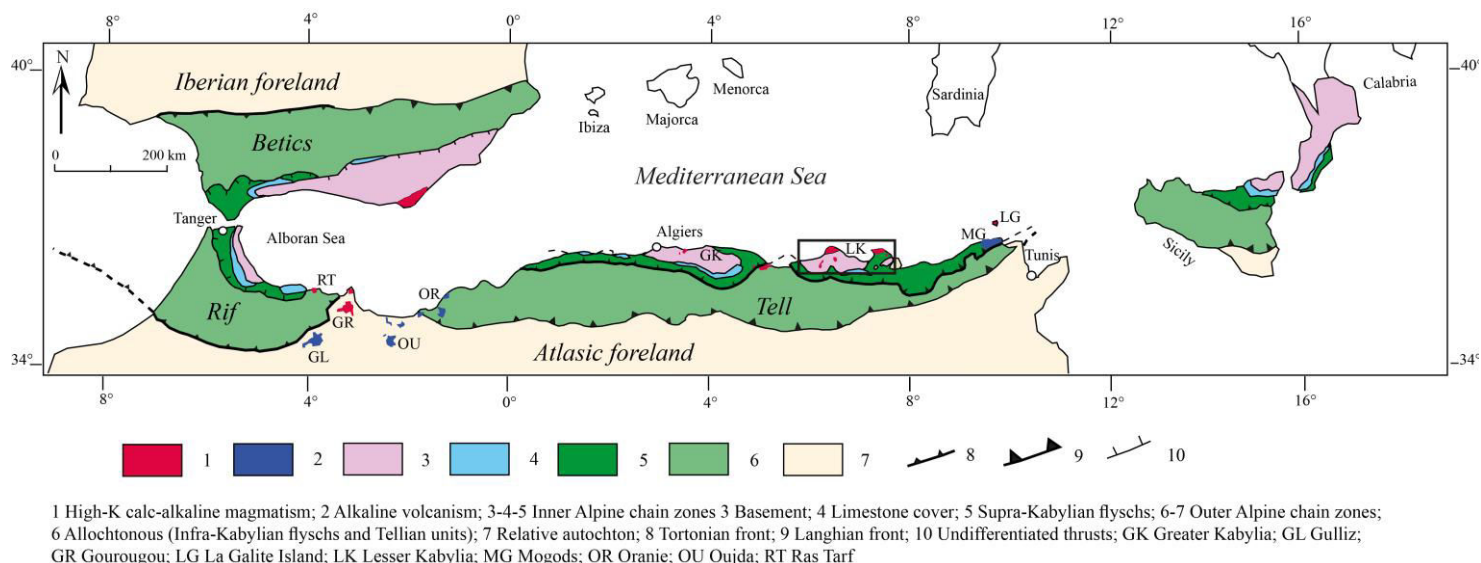 8° 4° 0° 4° 8° 12° 16°
40° 40°
N
Iberian foreland
Menorca
Calabria
Sardinia
Majorca
Ibiza
0 200 km
Betics
Mediterranean Sea
Tanger
LG
Alboran Sea
Algiers
MG
LK
GK
Tunis
Sicily
RT
OR
Rif
Tell
GR
GL
OU
Atlasic foreland
34° 34°
8° 4° 0° 4° 8° 12° 16°
1 2 3 4 5 6 7 8 9 10
1 High-K calc-alkaline magmatism; 2 Alkaline volcanism; 3-4-5 Inner Alpine chain zones 3 Basement; 4 Limestone cover; 5 Supra-Kabylian flyschs; 6-7 Outer Alpine chain zones;
6 Allochtonous (Infra-Kabylian flyschs and Tellian units); 7 Relative autochton; 8 Tortonian front; 9 Langhian front; 10 Undifferentiated thrusts; GK Greater Kabylia; GL Gulliz;
GR Gourougou; LG La Galite Island; LK Lesser Kabylia; MG Mogods; OR Oranie; OU Oujda; RT Ras Tarf